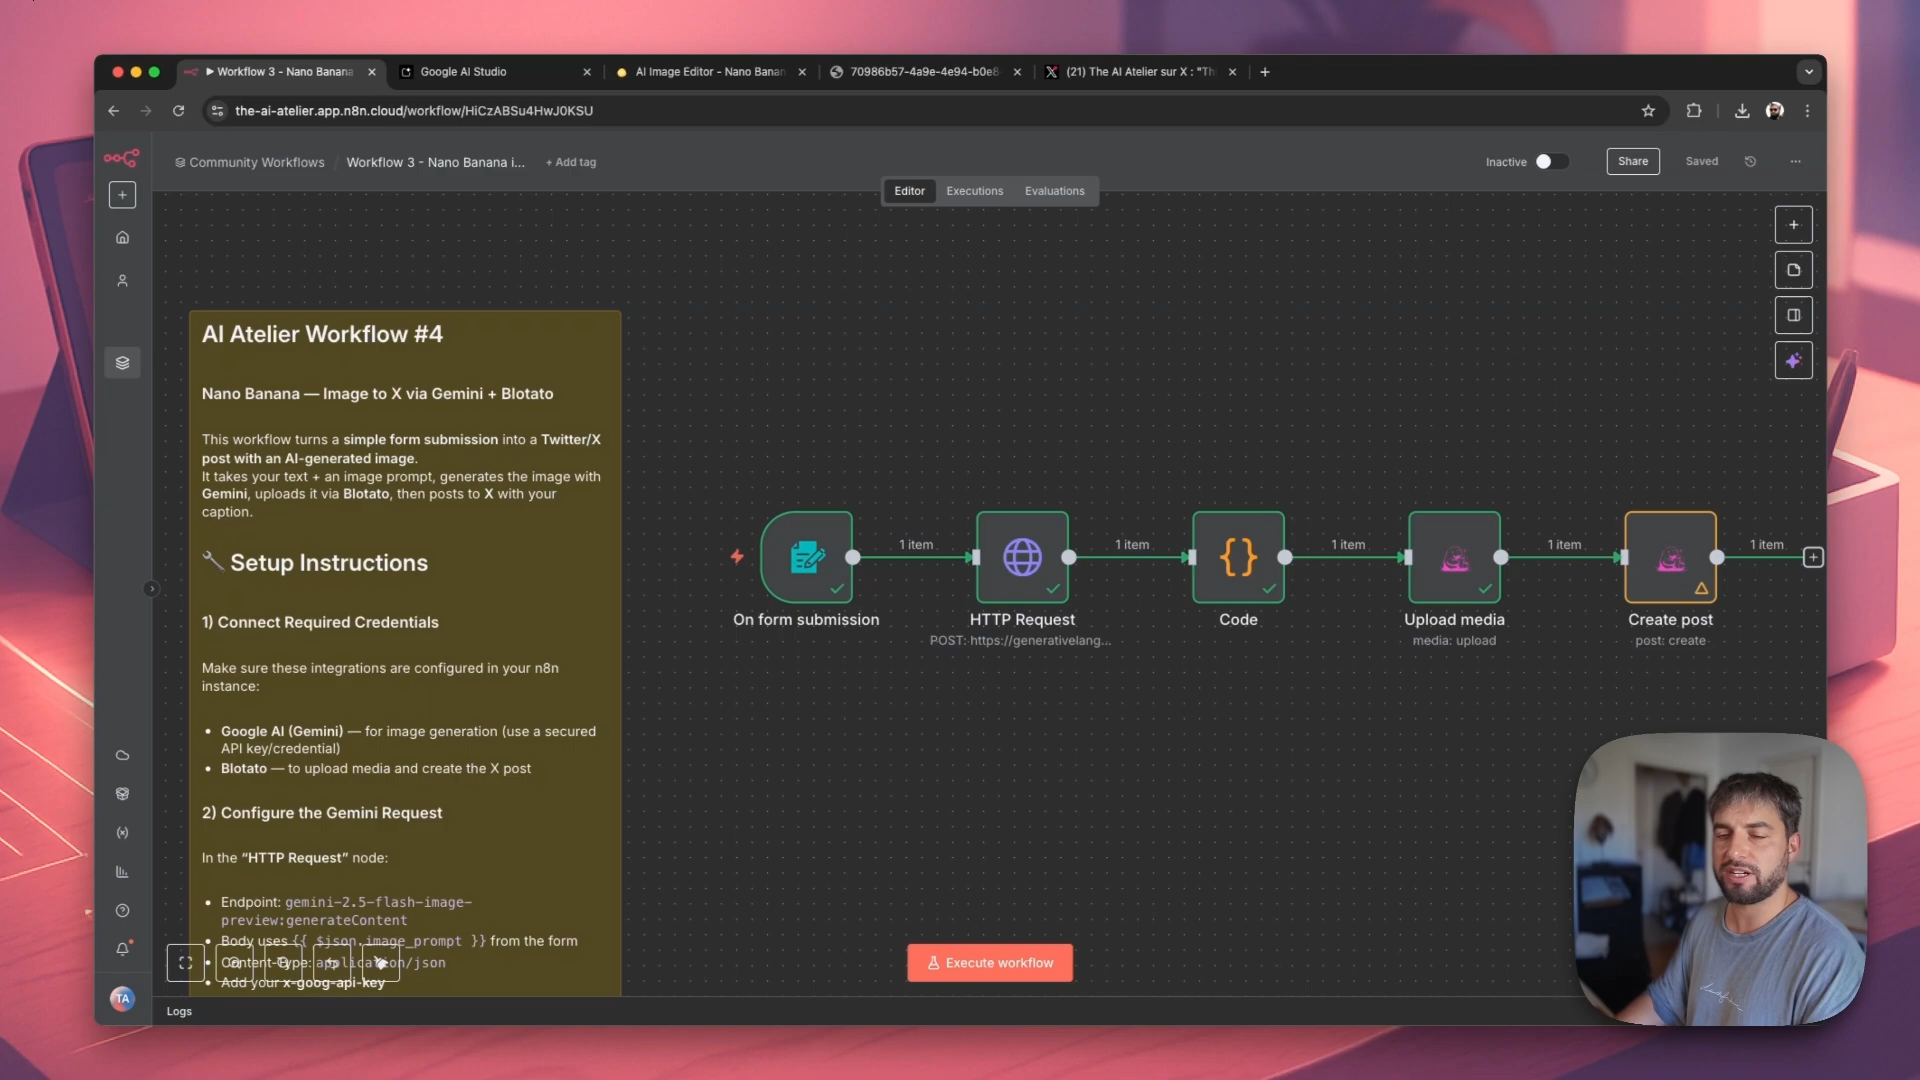 Workflow 3 - Nano Banana
Google AI Studio
AI Image Editor - Nano Banan
70986b57-4a9e-4e94-b0e8-
(21) The AI Atelier sur X : "Th
the-ai-atelier.app.n8n.cloud/workflow/HiCzABSu4HwJ0KSU
Community Workflows / Workflow 3 - Nano Banana i... + Add tag
Inactive
Share
Saved
Editor Executions Evaluations
AI Atelier Workflow #4
Nano Banana — Image to X via Gemini + Blotato
This workflow turns a simple form submission into a Twitter/X
post with an AI-generated image.
It takes your text + an image prompt, generates the image with
Gemini, uploads it via Blotato, then posts to X with your
caption.
🔧 Setup Instructions
1) Connect Required Credentials
Make sure these integrations are configured in your n8n
instance:
• Google AI (Gemini) — for image generation (use a secured
API key/credential)
• Blotato — to upload media and create the X post
2) Configure the Gemini Request
In the “HTTP Request” node:
• Endpoint: gemini-2.5-flash-image-
preview:generateContent
• Body uses {{ $json.image_prompt }} from the form
• Content-Type: application/json
• Add your x-goog-api-key
1 item
1 item
1 item
1 item
1 item
On form submission
HTTP Request
POST: https://generativelang...
Code
Upload media
media: upload
Create post
post: create
Execute workflow
TA
Logs